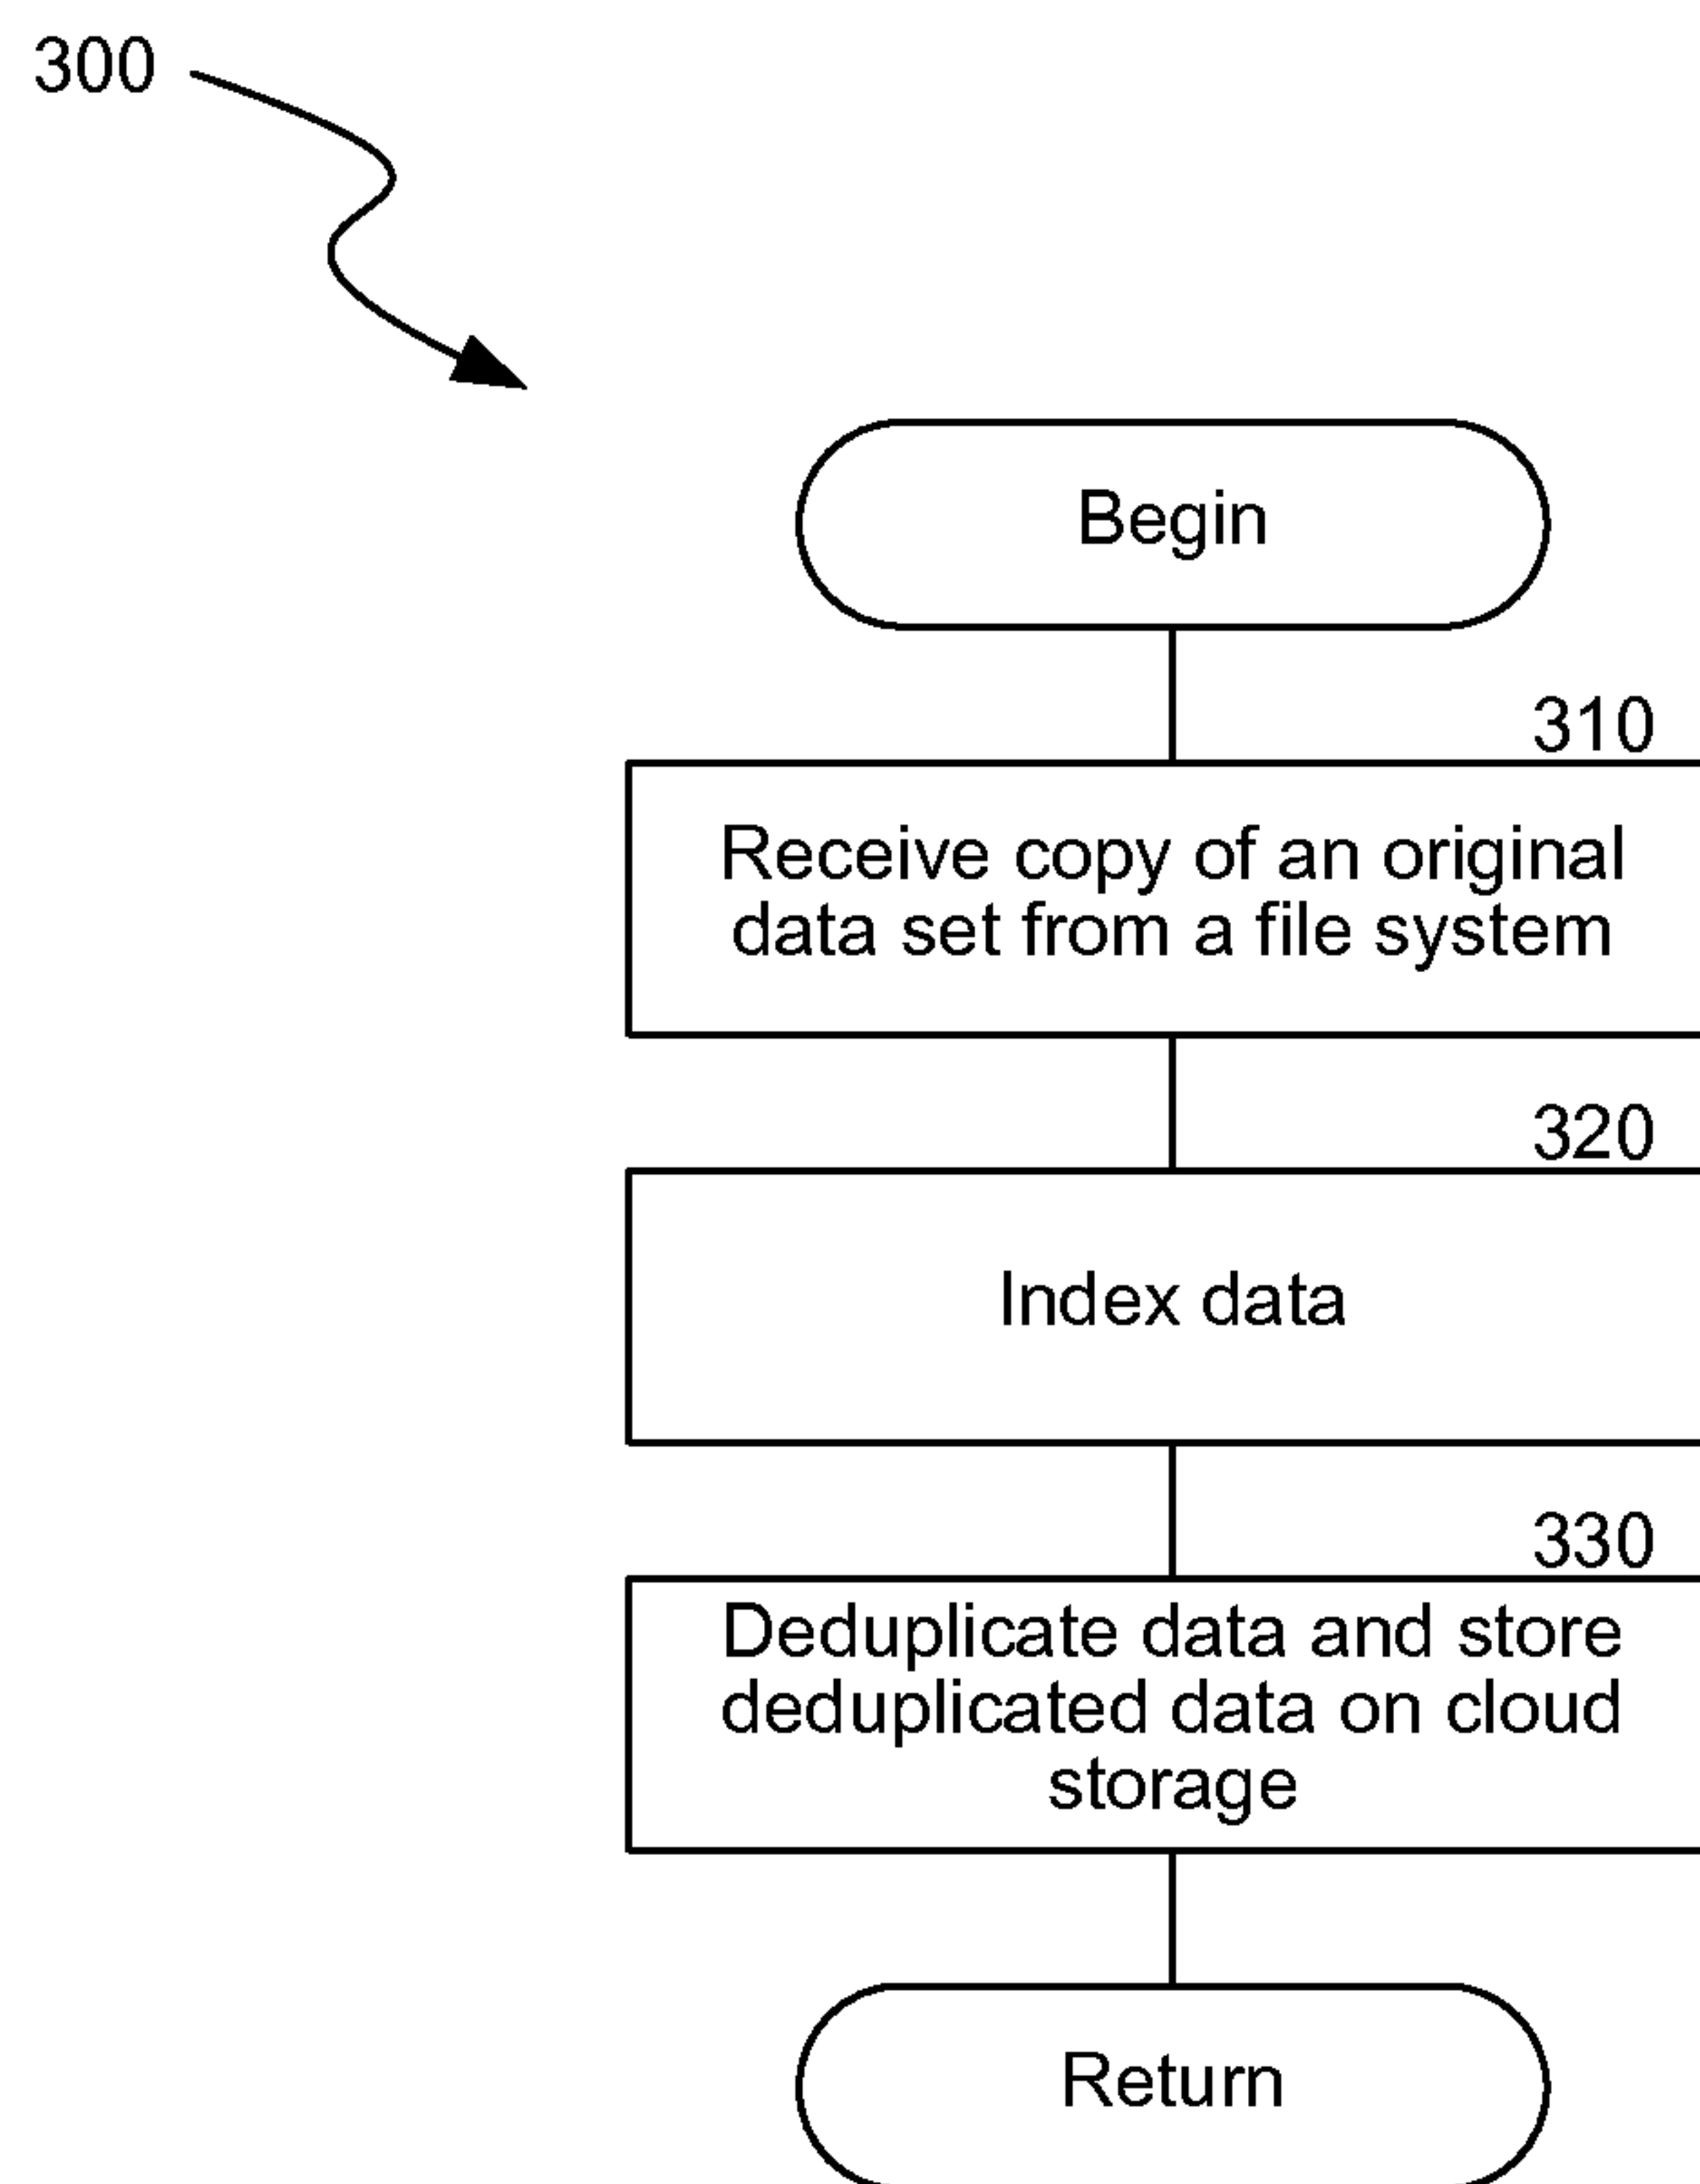 300
Begin
310
Receive copy of an original
data set from a file system
320
Index data
330
Deduplicate data and store
deduplicated data on cloud
storage
Return